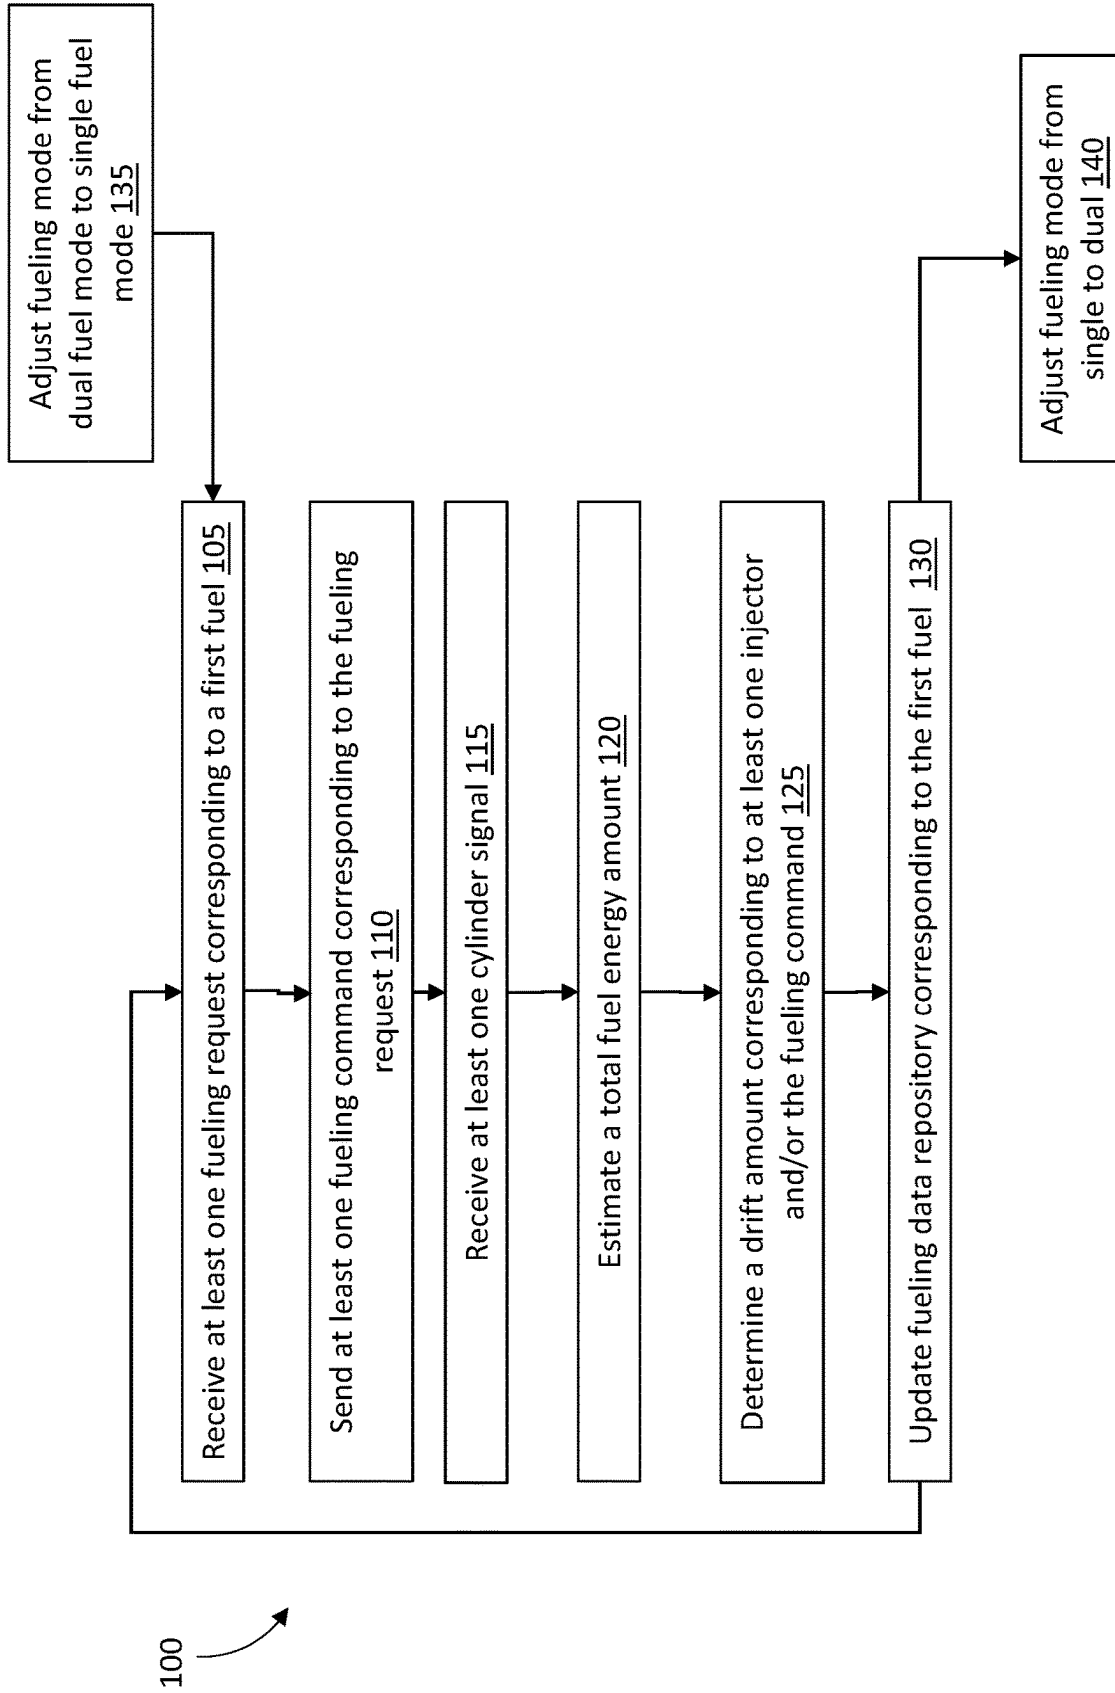 Adjust fueling mode from
dual fuel mode to single fuel
mode 135
Receive at least one fueling request corresponding to a first fuel 105
Send at least one fueling command corresponding to the fueling
request 110
Receive at least one cylinder signal 115
Estimate a total fuel energy amount 120
Determine a drift amount corresponding to at least one injector
and/or the fueling command 125
Update fueling data repository corresponding to the first fuel 130
Adjust fueling mode from
single to dual 140
100